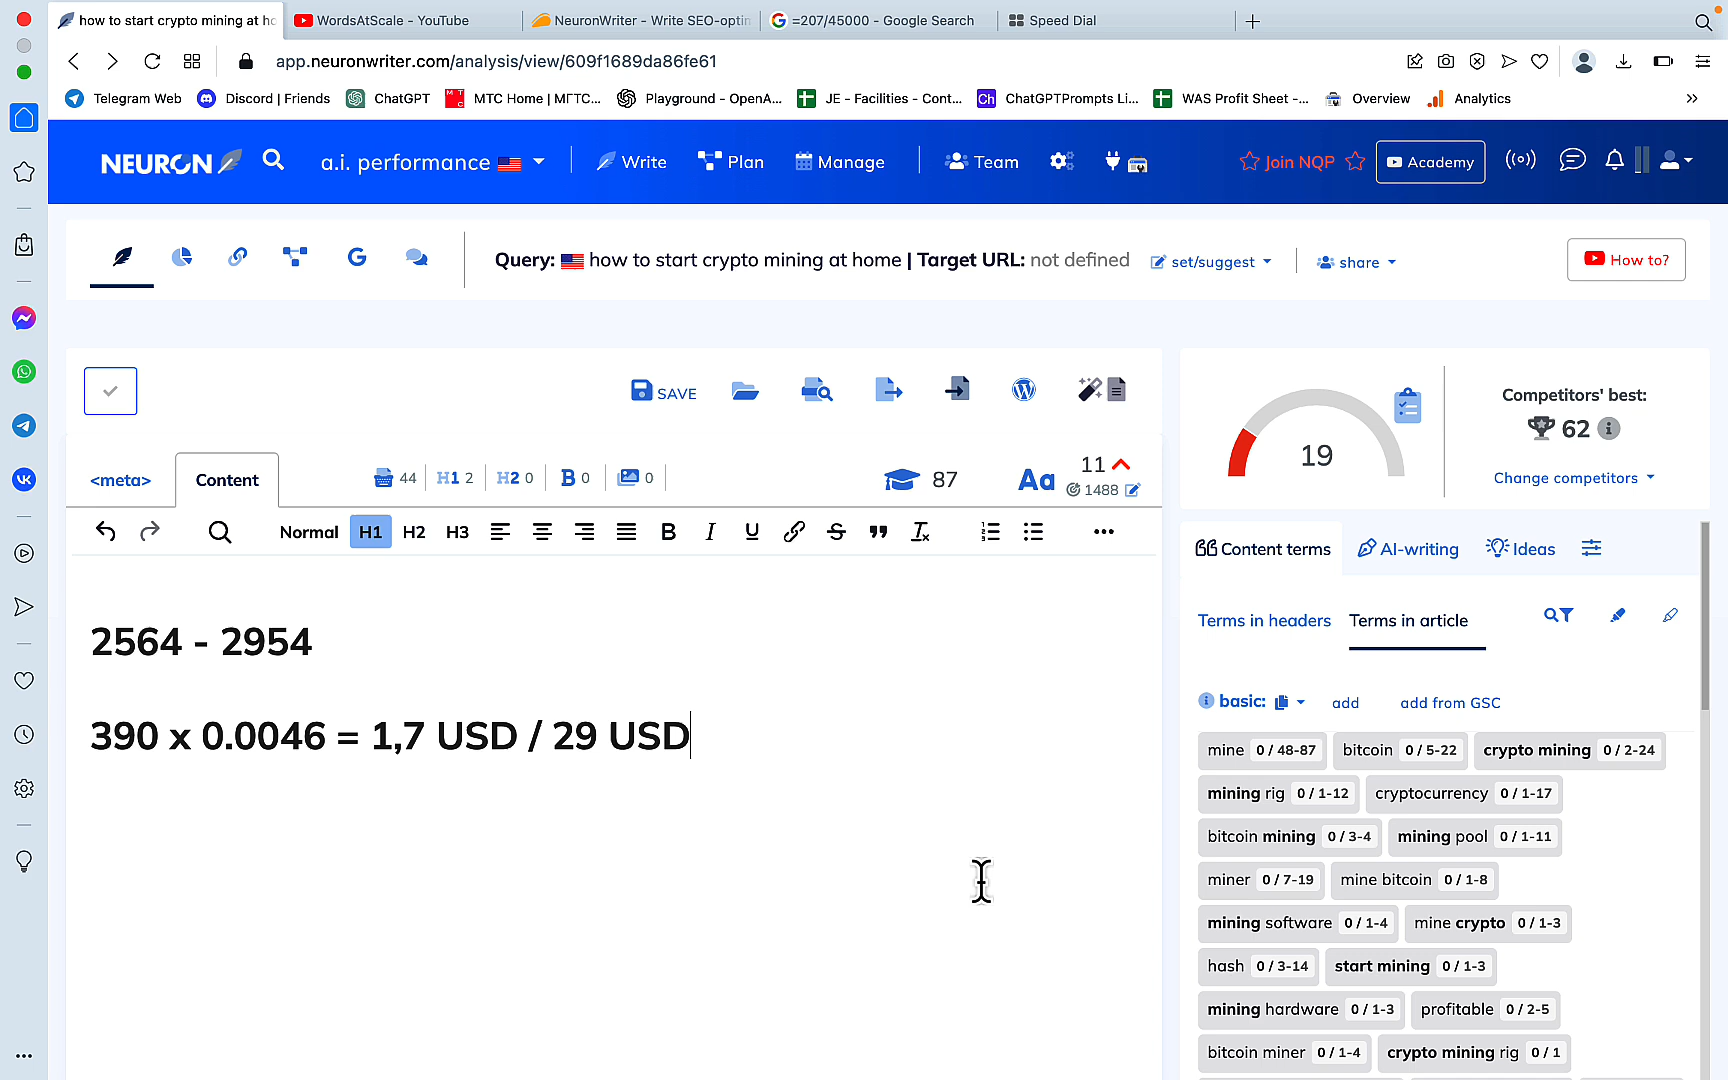 how to start crypto mining at ho
WordsAtScale - YouTube
NeuronWriter - Write SEO-optin
=207/45000 - Google Search
Speed Dial
app.neuronwriter.com/analysis/view/609f1689da86fe61
Telegram Web
Discord | Friends
ChatGPT
MTC Home | МГТС...
Playground - OpenA...
JE - Facilities - Cont...
Ch
ChatGPTPrompts Li...
WAS Profit Sheet -...
Overview
Analytics
NEURON
a.i. performance
Write
Plan
Manage
Team
Join NQP
Academy
Query: how to start crypto mining at home | Target URL: not defined
set/suggest
share
How to?
SAVE
19
Competitors' best:
62
Change competitors
<meta>
Content
44
H1 2
H2 0
B 0
0
87
Aa
11
1488
Normal
H1
H2
H3
B
I
U
S
2564 - 2954
390 x 0.0046 = 1,7 USD / 29 USD
Content terms
AI-writing
Ideas
Terms in headers
Terms in article
basic:
add
add from GSC
mine 0 / 48-87
bitcoin 0 / 5-22
crypto mining 0 / 2-24
mining rig 0 / 1-12
cryptocurrency 0 / 1-17
bitcoin mining 0 / 3-4
mining pool 0 / 1-11
miner 0 / 7-19
mine bitcoin 0 / 1-8
mining software 0 / 1-4
mine crypto 0 / 1-3
hash 0 / 3-14
start mining 0 / 1-3
mining hardware 0 / 1-3
profitable 0 / 2-5
bitcoin miner 0 / 1-4
crypto mining rig 0 / 1